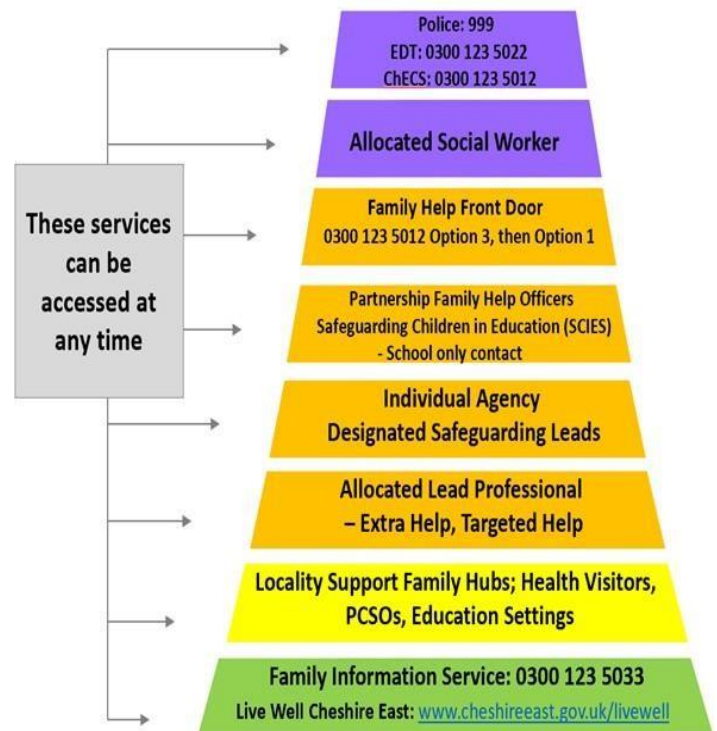 Police: 999
EDT: 0300 123 5022
ChECS: 0300 123 5012
Allocated Social Worker
These services
can be
accessed at
any time
Family Help Front Door
0300 123 5012 Option 3, then Option 1
Partnership Family Help Officers
Safeguarding Children in Education (SCIES)
- School only contact
Individual Agency
Designated Safeguarding Leads
Allocated Lead Professional
– Extra Help, Targeted Help
Locality Support Family Hubs; Health Visitors,
PCSOs, Education Settings
Family Information Service: 0300 123 5033
Live Well Cheshire East: www.cheshireeast.gov.uk/livewell